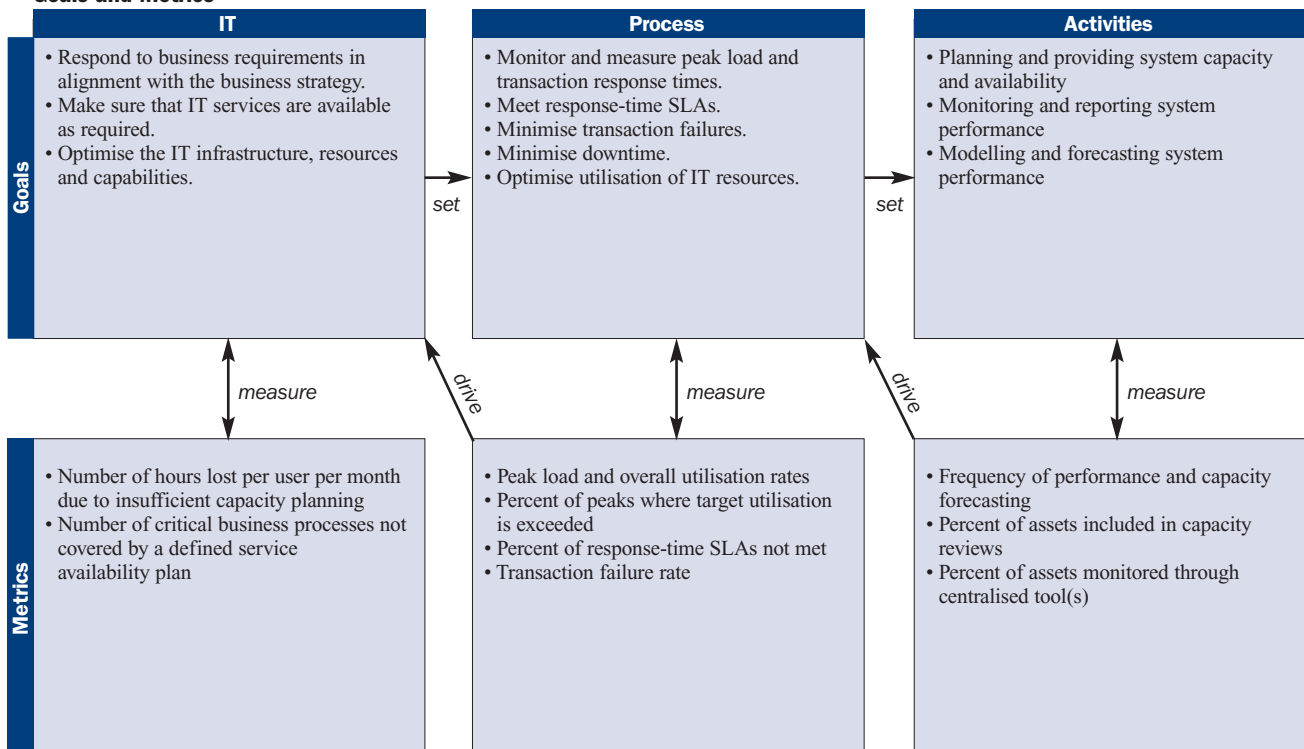 Goals and Metrics
IT
Process
Activities
Goals
• Respond to business requirements in
alignment with the business strategy.
• Make sure that IT services are available
as required.
• Optimise the IT infrastructure, resources
and capabilities.
set
• Monitor and measure peak load and
transaction response times.
• Meet response-time SLAs.
• Minimise transaction failures.
• Minimise downtime.
• Optimise utilisation of IT resources.
set
• Planning and providing system capacity
and availability
• Monitoring and reporting system
performance
• Modelling and forecasting system
performance
measure
drive
measure
drive
measure
Metrics
• Number of hours lost per user per month
due to insufficient capacity planning
• Number of critical business processes not
covered by a defined service
availability plan
• Peak load and overall utilisation rates
• Percent of peaks where target utilisation
is exceeded
• Percent of response-time SLAs not met
• Transaction failure rate
• Frequency of performance and capacity
forecasting
• Percent of assets included in capacity
reviews
• Percent of assets monitored through
centralised tool(s)